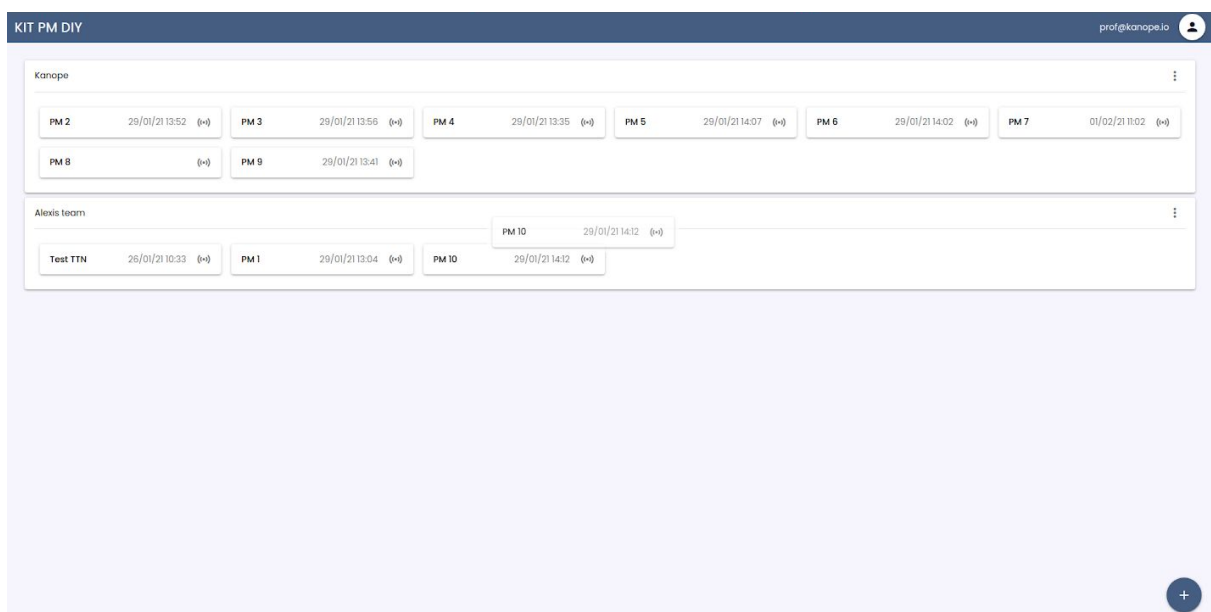 KIT PM DIY prof@kanope.io
Kanope
PM 2 29/01/21 13:52 PM 3 29/01/21 13:56 PM 4 29/01/21 13:35 PM 5 29/01/21 14:07 PM 6 29/01/21 14:02 PM 7 01/02/21 11:02
PM 8 PM 9 29/01/21 13:41
Alexis team
PM 10 29/01/21 14:12
Test TTN 26/01/21 10:33 PM 1 29/01/21 13:04 PM 10 29/01/21 14:12